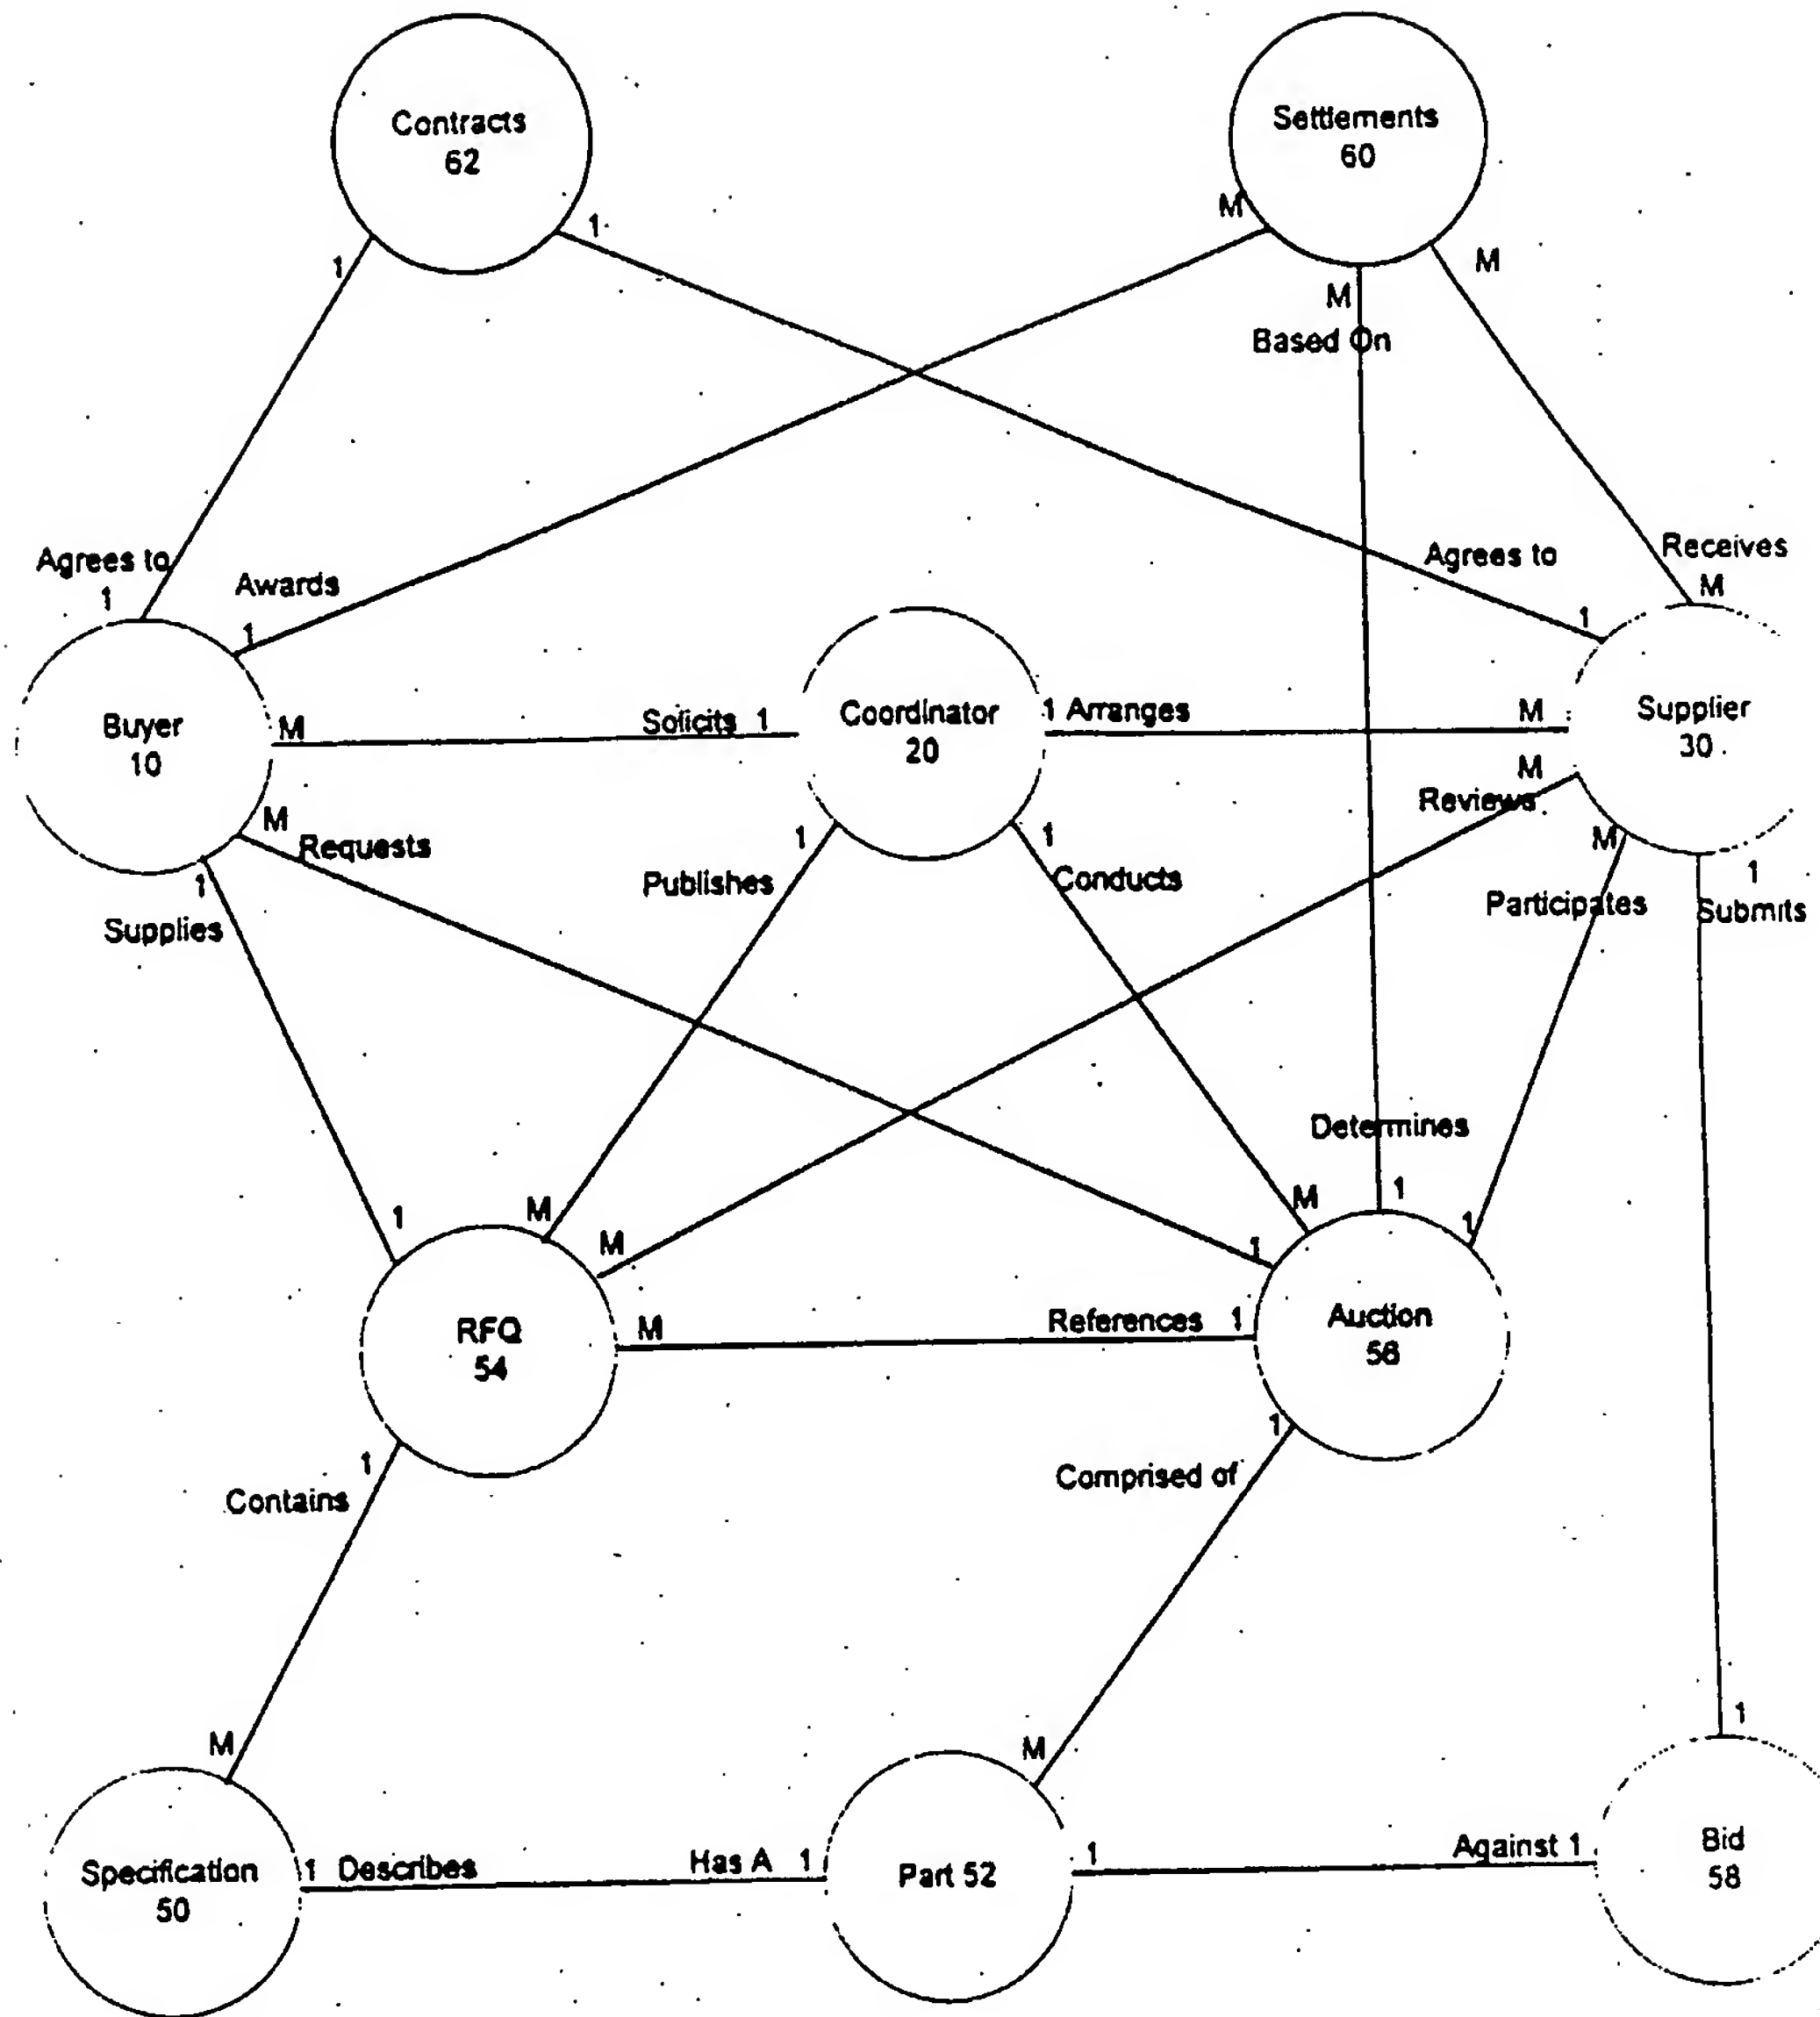 Contracts
62
Settlements
60
M
1
1
M
M
Based On
Agrees to
1
Awards
1
Agrees to
1
Receives
M
Buyer
10
M
Solicits 1
Coordinator
20
1 Arranges
M
Supplier
30
M
Requests
1
Supplies
1
Publishes
1
Conducts
M
Reviews
M
Participates
1
Submits
Determines
1
M
M
1
M
1
1
RFQ
54
M
References 1
Auction
56
1
Contains
1
Comprised of
M
M
1
Specification
50
1 Describes
Has A 1
Part 52
1
Against 1
Bid
58